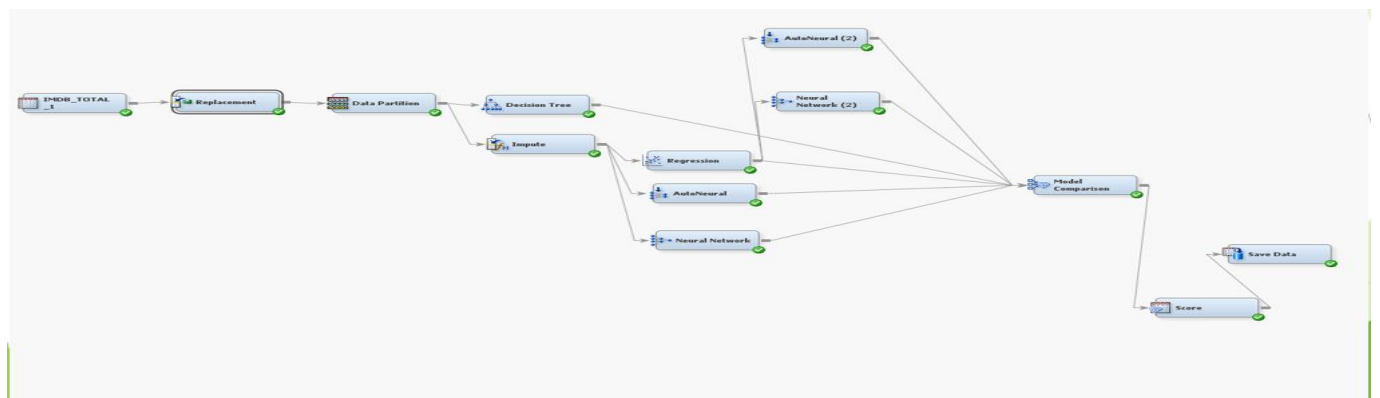 AutoNeural (2)
IMDB_TOTAL
_1
Replacement
Data Partition
Decision Tree
Neural
Network (2)
Impute
Regression
AutoNeural
Model
Comparison
Neural Network
Save Data
Score